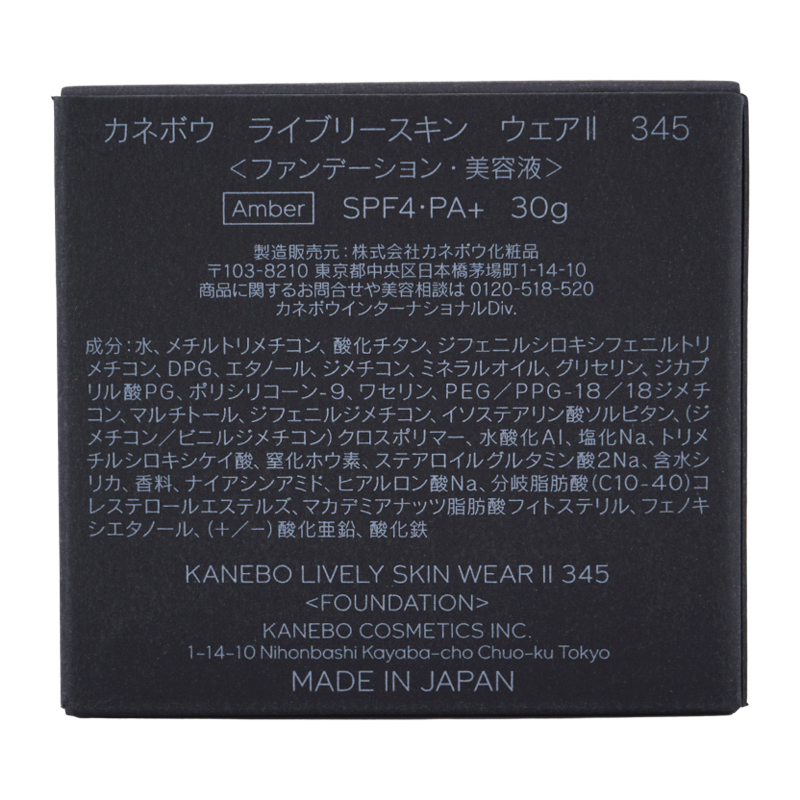 カネボウ ライブリースキン ウェアⅡ 345
＜ファンデーション・美容液＞
Amber SPF4・PA+ 30g
製造販売元：株式会社カネボウ化粧品
〒103-8210 東京都中央区日本橋茅場町1-14-10
商品に関するお問合せや美容相談は 0120-518-520
カネボウインターナショナルDiv.
成分：水、メチルトリメチコン、酸化チタン、ジフェニルシロキシフェニルトリ
メチコン、DPG、エタノール、ジメチコン、ミネラルオイル、グリセリン、ジカプ
リル酸PG、ポリシリコーン-9、ワセリン、PEG／PPG-18／18ジメチ
コン、マルチトール、ジフェニルジメチコン、イソステアリン酸ソルビタン、（ジ
メチコン／ビニルジメチコン）クロスポリマー、水酸化Al、塩化Na、トリメ
チルシロキシケイ酸、窒化ホウ素、ステアロイルグルタミン酸2Na、含水シ
リカ、香料、ナイアシンアミド、ヒアルロン酸Na、分岐脂肪酸（C10-40）コ
レステロールエステルズ、マカデミアナッツ脂肪酸フィトステリル、フェノキ
シエタノール、（＋／－）酸化亜鉛、酸化鉄
KANEBO LIVELY SKIN WEAR II 345
<FOUNDATION>
KANEBO COSMETICS INC.
1-14-10 Nihonbashi Kayaba-cho Chuo-ku Tokyo
MADE IN JAPAN